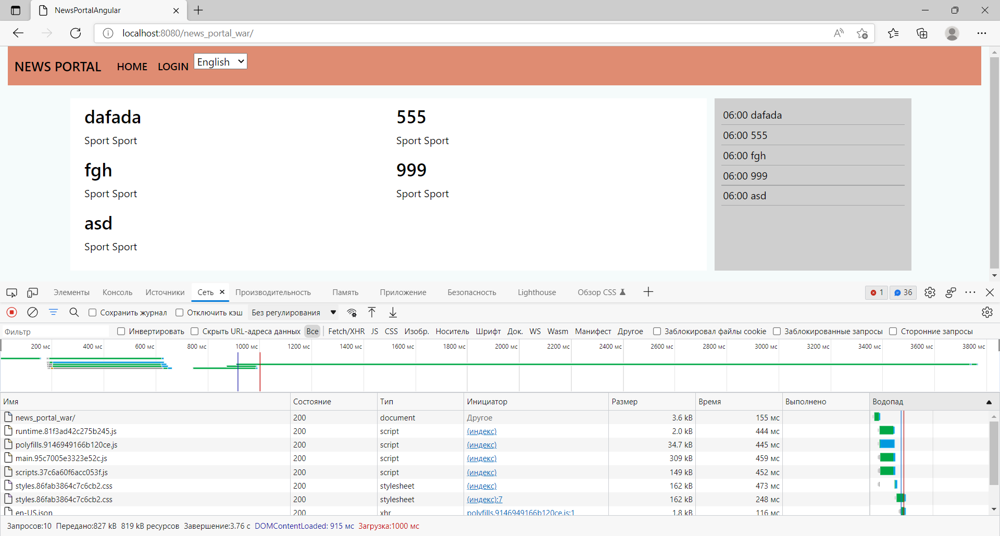 NewsPortalAngular
localhost:8080/news_portal_war/
NEWS PORTAL HOME LOGIN English
dafada 555
Sport Sport Sport Sport
fgh 999
Sport Sport Sport Sport
asd
Sport Sport
06:00 dafada
06:00 555
06:00 fgh
06:00 999
06:00 asd
Элементы Консоль Источники Сеть Производительность Память Приложение Безопасность Lighthouse Обзор CSS 1 36
Сохранить журнал Отключить кэш Без регулирования
Фильтр Инвертировать Скрыть URL-адреса данных Все Fetch/XHR JS CSS Изобр. Носитель Шрифт Док. WS Wasm Манифест Другое Заблокировал файлы cookie Заблокированные запросы Сторонние запросы
200 мс 400 мс 600 мс 800 мс 1000 мс 1200 мс 1400 мс 1600 мс 1800 мс 2000 мс 2200 мс 2400 мс 2600 мс 2800 мс 3000 мс 3200 мс 3400 мс 3600 мс 3800 мс
Имя Состояние Тип Инициатор Размер Время Выполнено Водопад
news_portal_war/ 200 document Другое 3.6 kB 155 мс
runtime.81f3ad42c275b245.js 200 script (индекс) 2.0 kB 444 мс
polyfills.9146949166b120ce.js 200 script (индекс) 34.7 kB 445 мс
main.95c7005e3323e52c.js 200 script (индекс) 309 kB 459 мс
scripts.37c6a60f6acc053f.js 200 script (индекс) 149 kB 452 мс
styles.86fab3864c7c6cb2.css 200 stylesheet (индекс) 162 kB 473 мс
styles.86fab3864c7c6cb2.css 200 stylesheet (индекс):7 162 kB 248 мс
en-US.json 200 xhr polyfills.9146949166b120ce.js:1 1.8 kB 116 мс
Запросов:10 Передано:827 kB 819 kB ресурсов Завершение:3.76 с DOMContentLoaded: 915 мс Загрузка:1000 мс